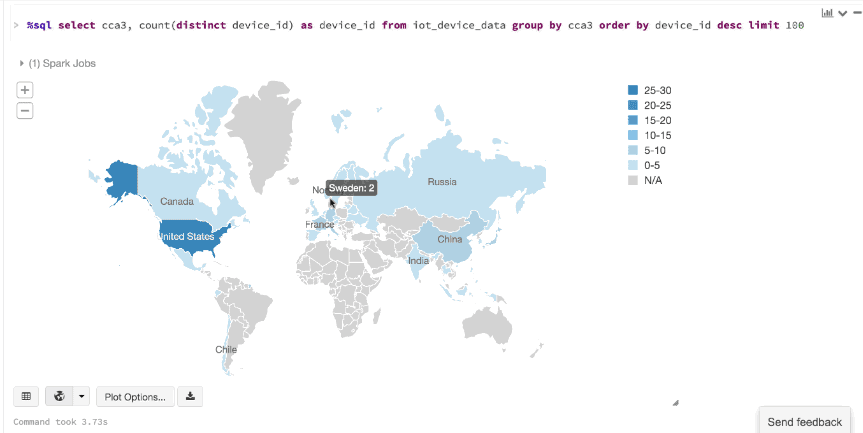 > %sql select cca3, count(distinct device_id) as device_id from iot_device_data group by cca3 order by device_id desc limit 100
(1) Spark Jobs
+
−
25-30
20-25
15-20
10-15
5-10
0-5
N/A
Canada
Russia
No
Sweden: 2
France
United States
China
India
Chile
Plot Options...
Command took 3.73s
Send feedback